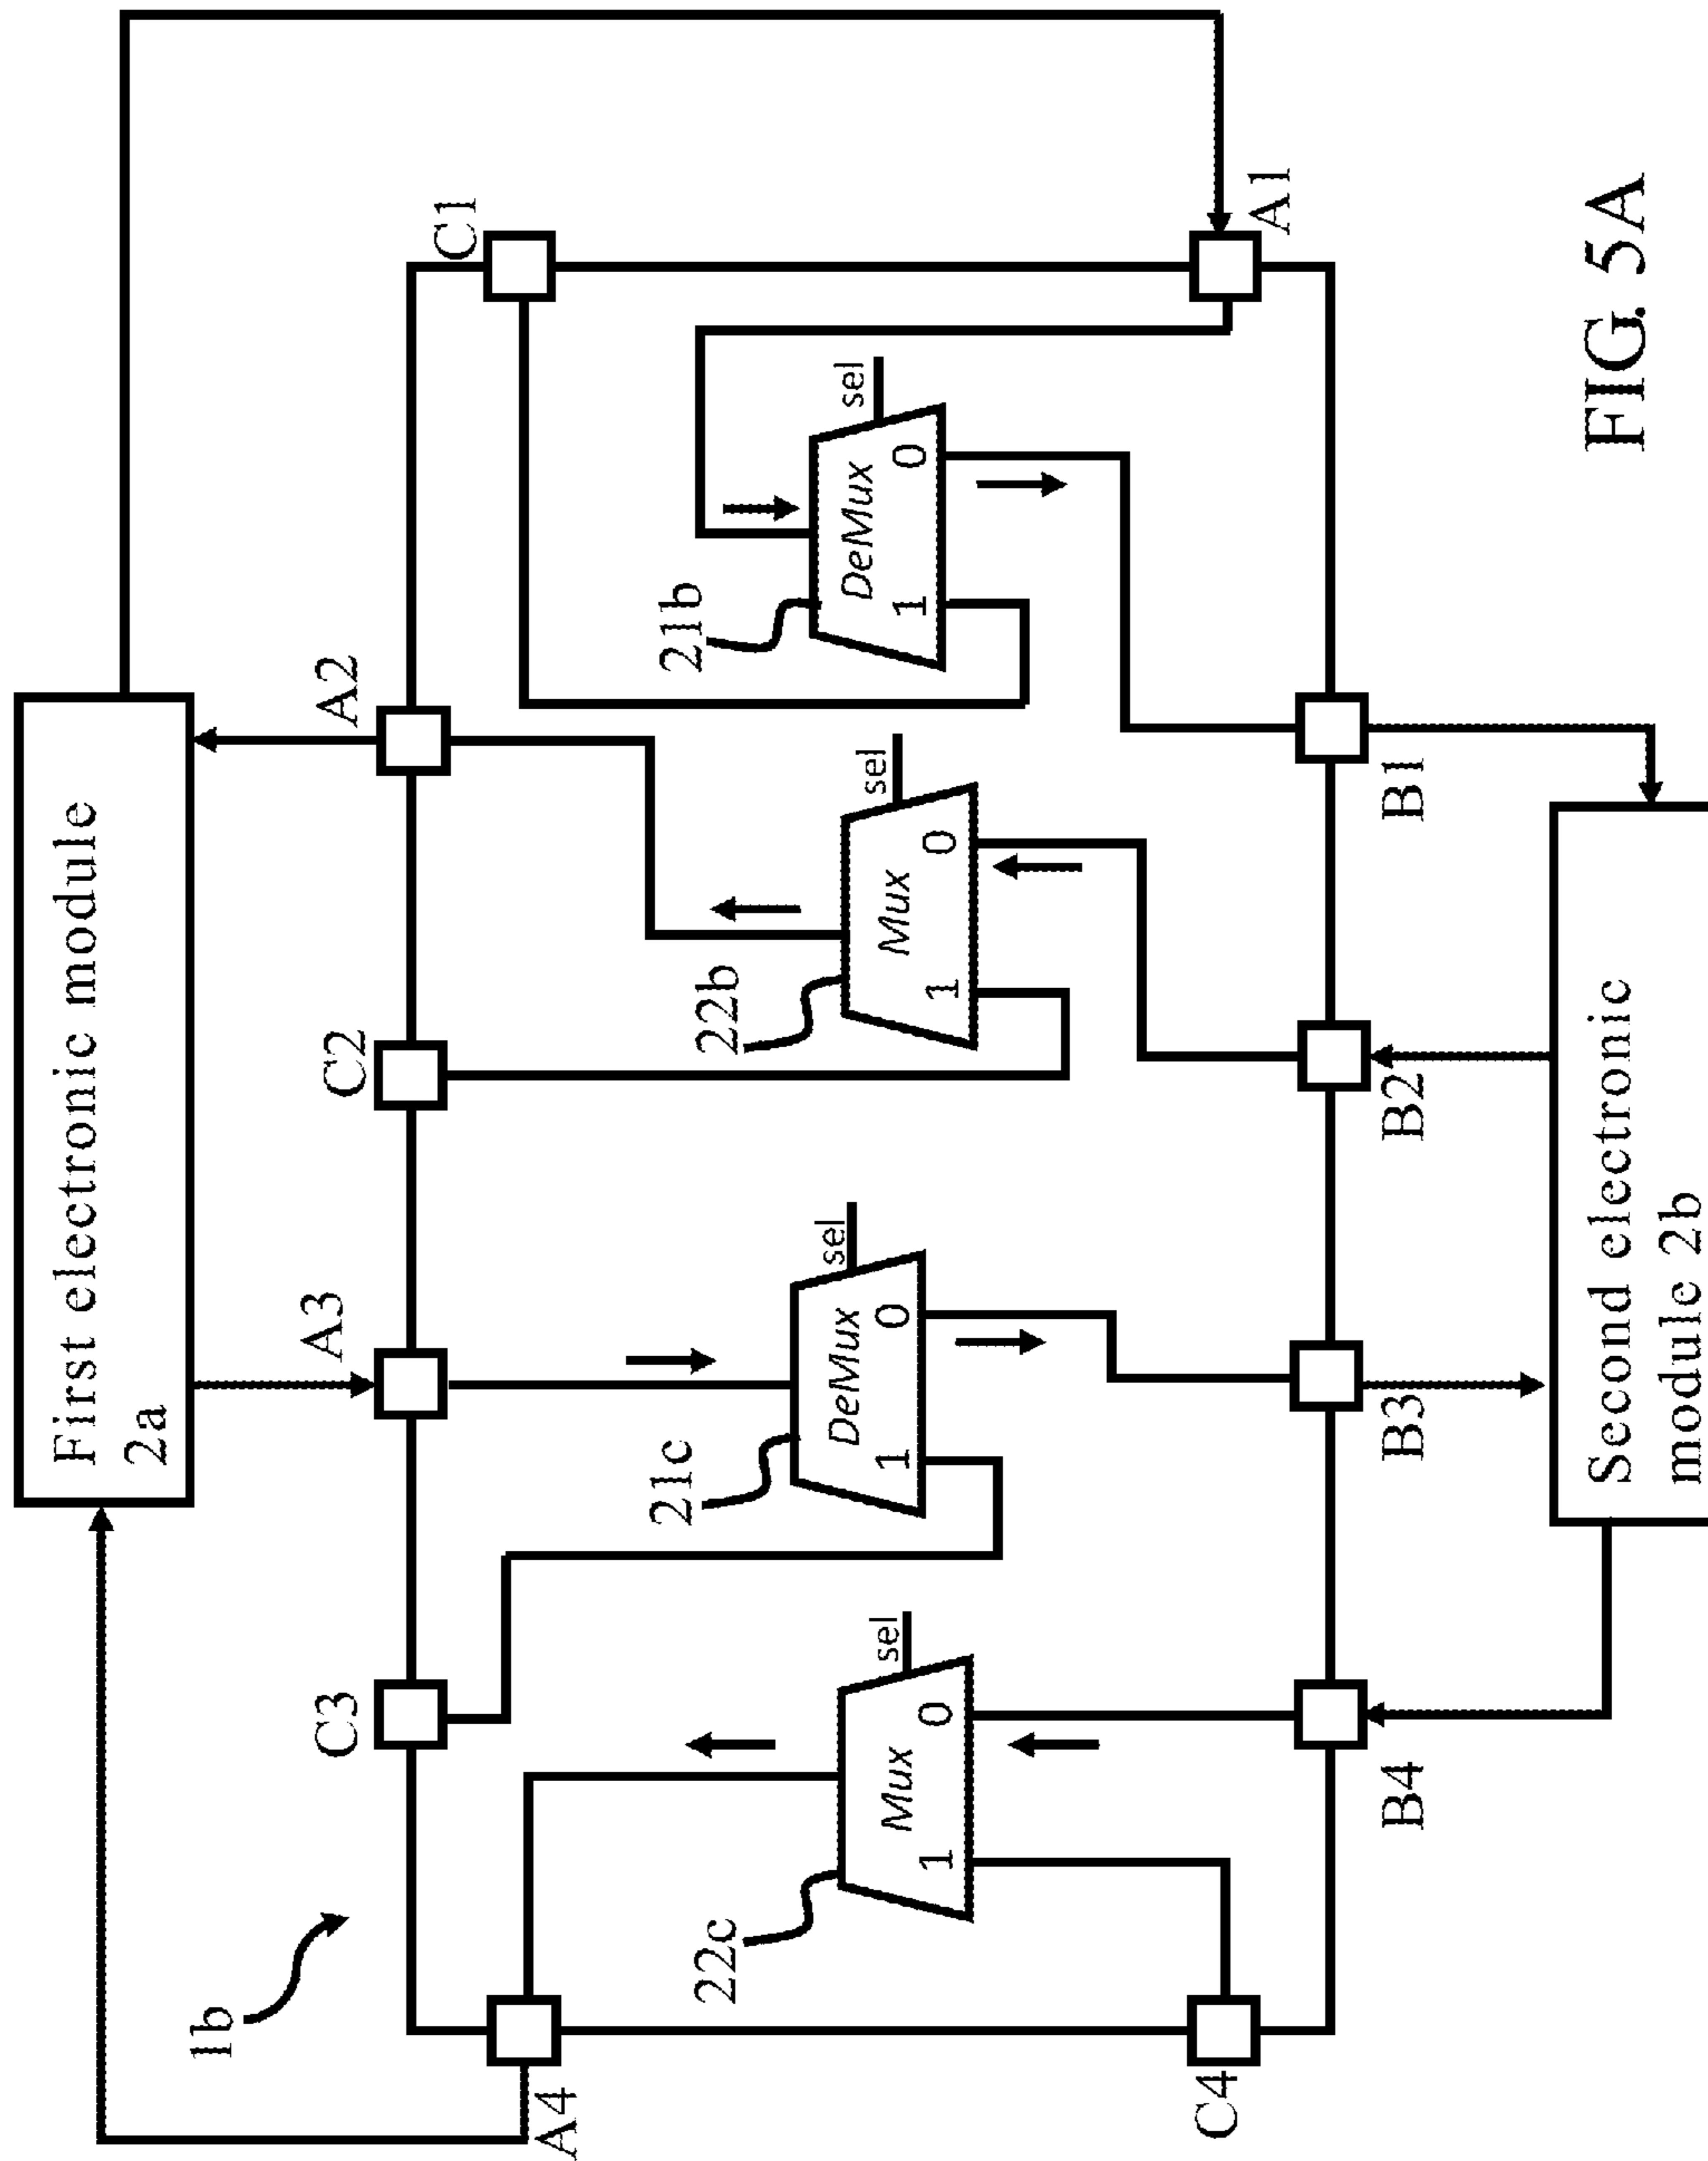 First electronic module
2a
1b
A4
C3
A3
C2
A2
C1
22c
Mux
1
0
sel
21c
DeMux
1
0
sel
22b
Mux
1
0
sel
21b
DeMux
1
0
sel
C4
B4
B3
B2
B1
A1
Second electronic
module 2b
FIG. 5A